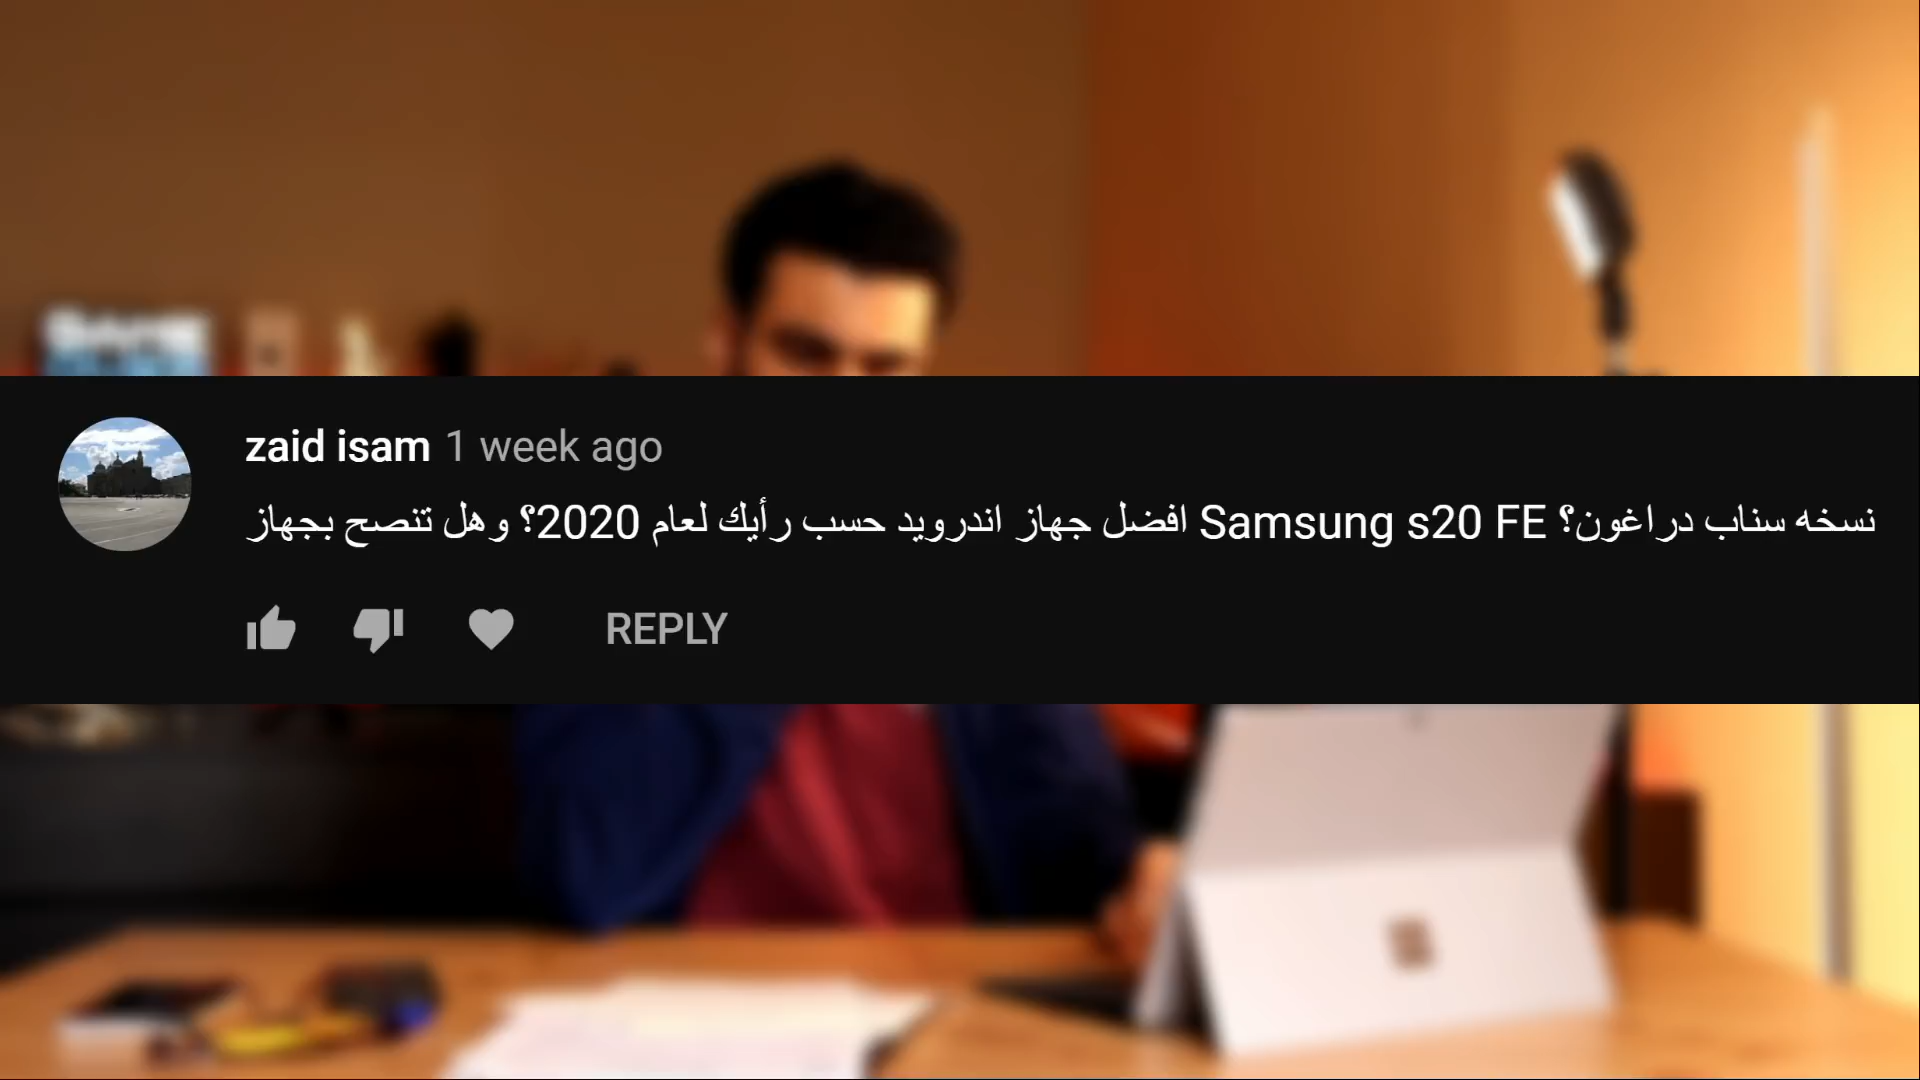 zaid isam 1 week ago
افضل جهاز اندرويد حسب رأيك لعام 2020؟ وهل تنصح بجهاز Samsung s20 FE نسخه سناب دراغون؟
REPLY